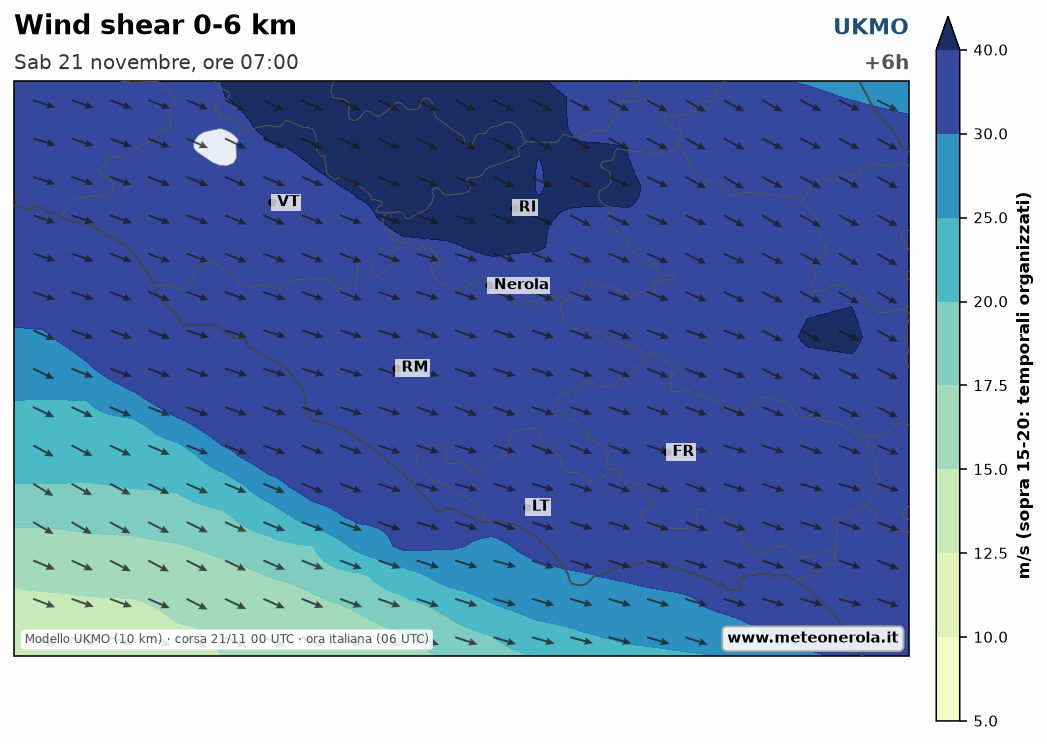 Wind shear 0-6 km
UKMO
Sab 21 novembre, ore 07:00
+6h
VT
RI
Nerola
RM
FR
LT
Modello UKMO (10 km) · corsa 21/11 00 UTC · ora italiana (06 UTC)
www.meteonerola.it
40.0
30.0
25.0
20.0
17.5
15.0
12.5
10.0
5.0
m/s (sopra 15-20: temporali organizzati)